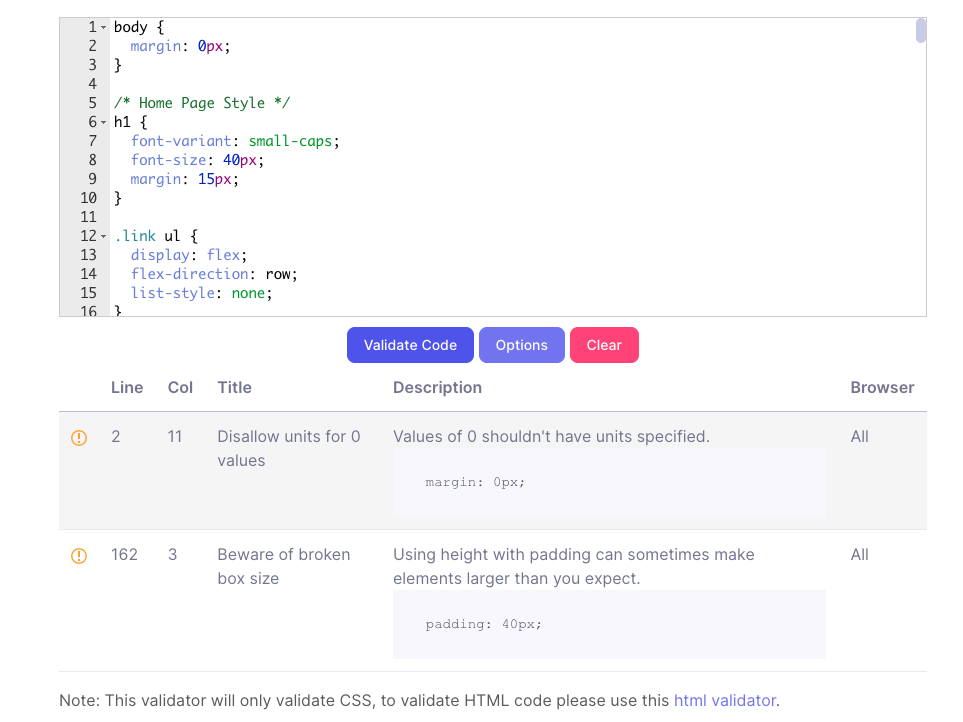 1 body {
2 margin: 0px;
3 }
4
5 /* Home Page Style */
6 h1 {
7 font-variant: small-caps;
8 font-size: 40px;
9 margin: 15px;
10 }
11
12 .link ul {
13 display: flex;
14 flex-direction: row;
15 list-style: none;
16 }
Validate Code Options Clear
Line Col Title Description Browser
2 11 Disallow units for 0 Values of 0 shouldn't have units specified. All
values
margin: 0px;
162 3 Beware of broken Using height with padding can sometimes make All
box size elements larger than you expect.
padding: 40px;
Note: This validator will only validate CSS, to validate HTML code please use this html validator.